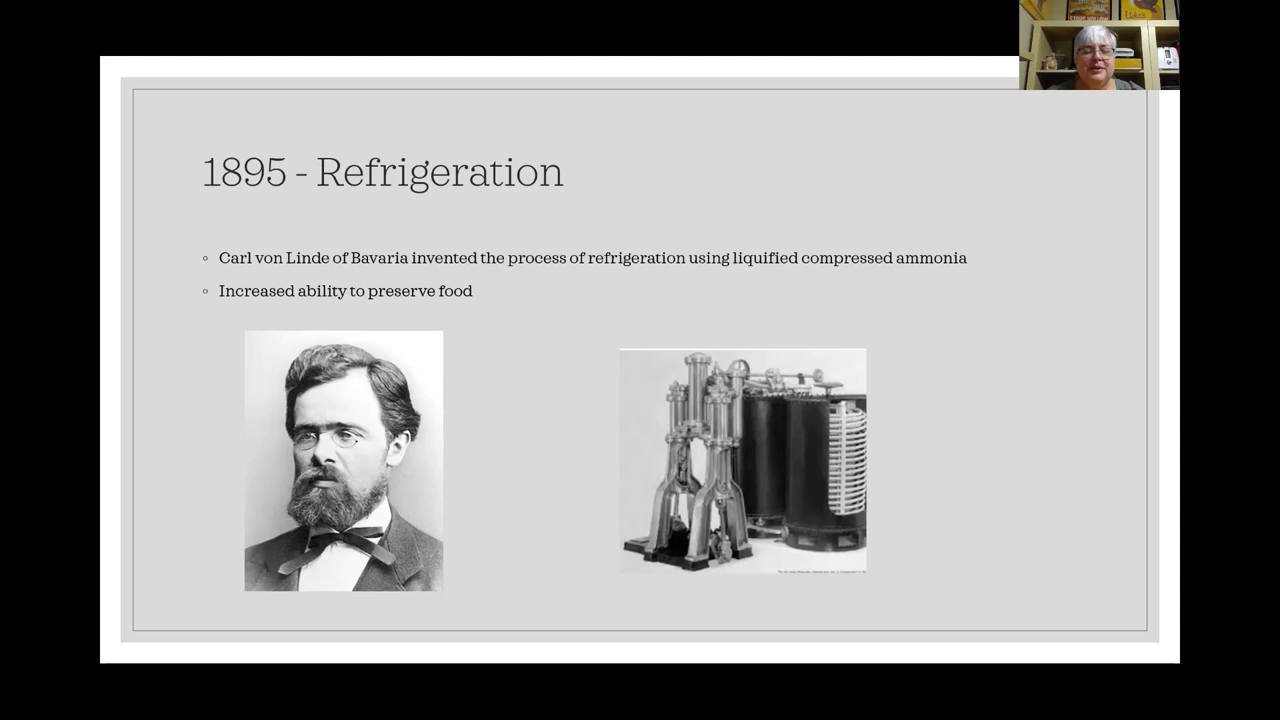 1895 - Refrigeration
Carl von Linde of Bavaria invented the process of refrigeration using liquified compressed ammonia
Increased ability to preserve food